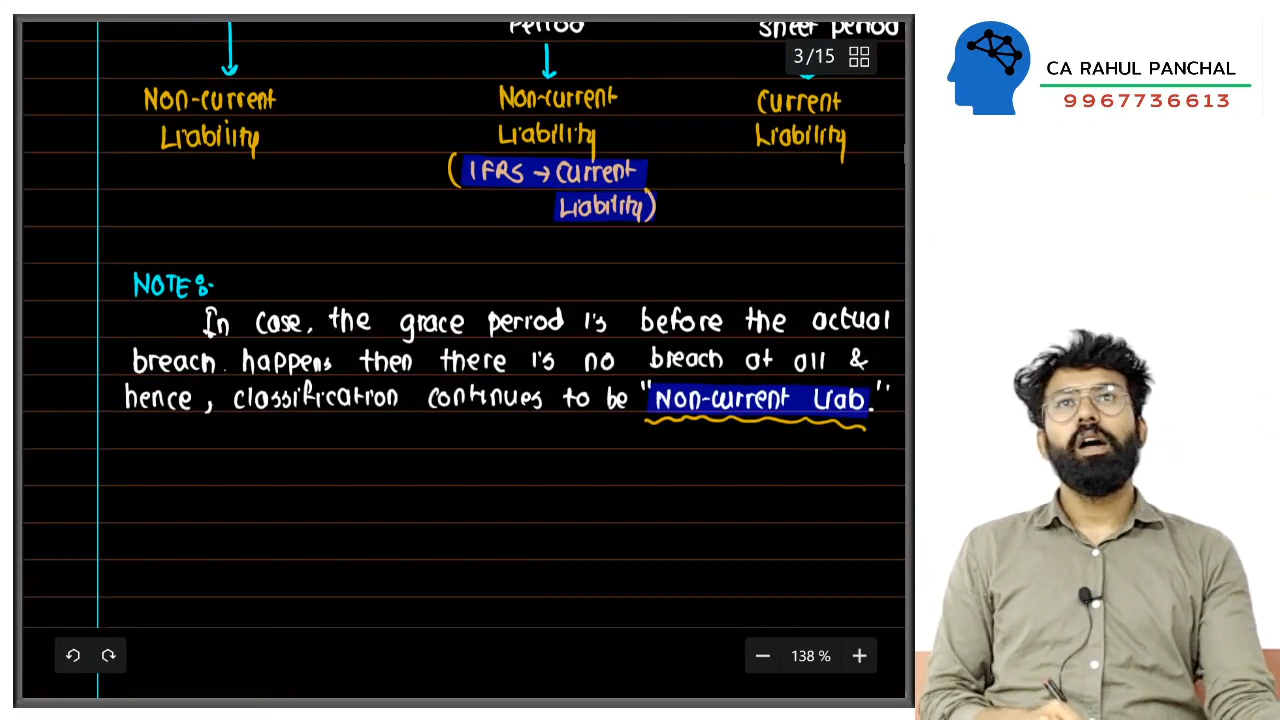 Period
sheet period
3/15
Non-current
Liability
Non-current
Liability
(IFRS → Current
Liability)
Current
Liability
NOTE:-
In case, the grace period is before the actual
breach happens then there is no breach at all &
hence, classification continues to be "Non-current Liab."
138 %
CA RAHUL PANCHAL
9967736613